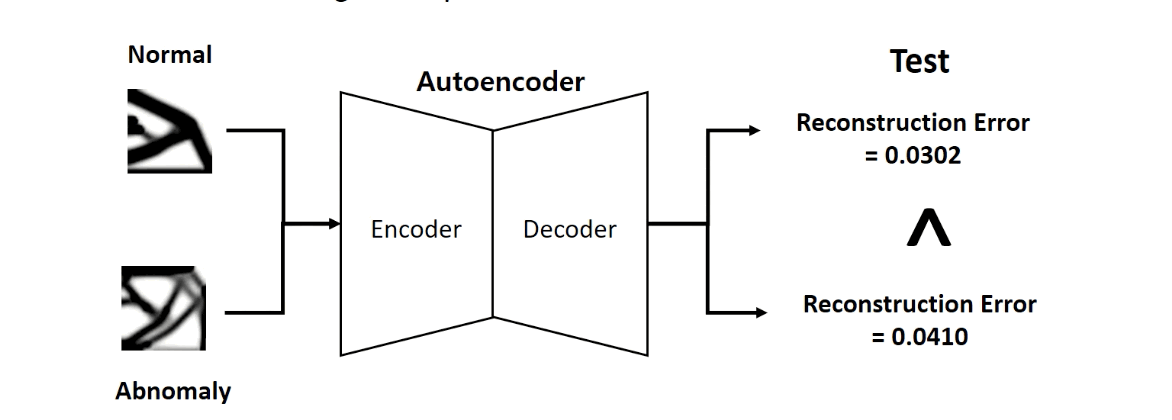 Normal
Autoencoder
Test
Reconstruction Error
= 0.0302
Encoder
Decoder
^
Reconstruction Error
= 0.0410
Abnomaly